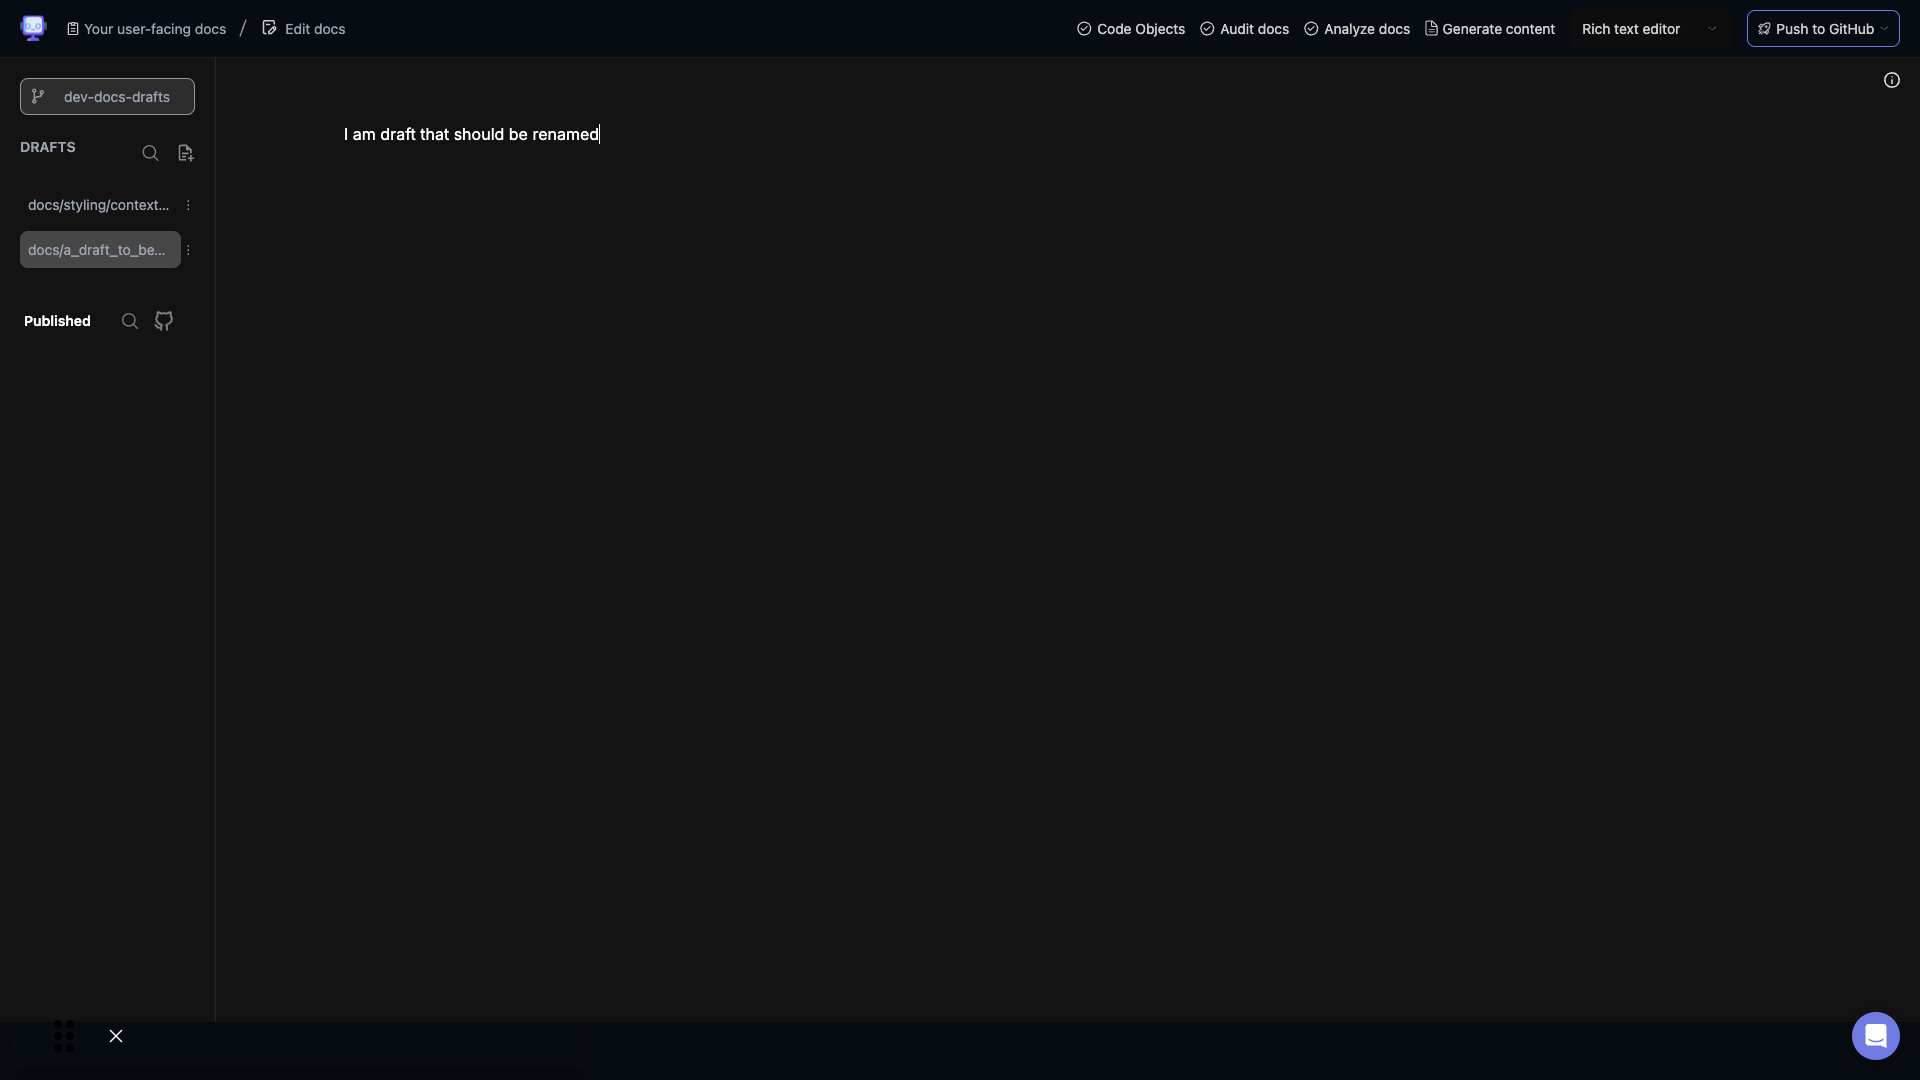 Your user-facing docs / Edit docs
Code Objects Audit docs Analyze docs Generate content Rich text editor Push to GitHub
dev-docs-drafts
DRAFTS
docs/styling/context...
docs/a_draft_to_be...
Published
I am draft that should be renamed